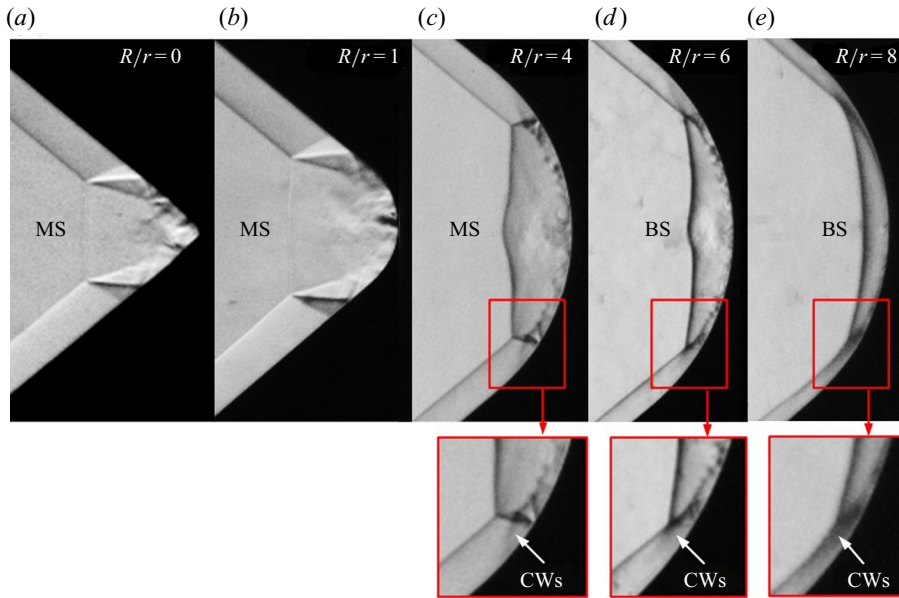 (a) (b) (c) (d) (e)
R/r = 0 R/r = 1 R/r = 4 R/r = 6 R/r = 8
MS MS MS BS BS
CWs CWs CWs